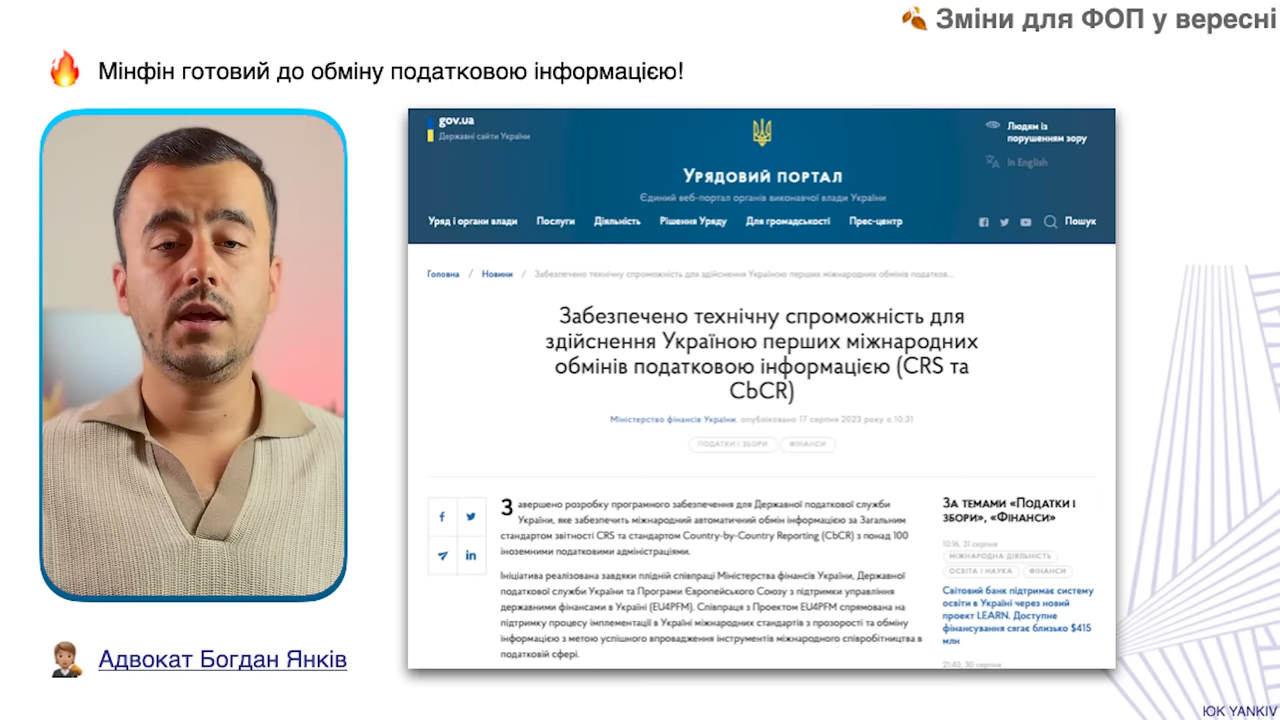 Зміни для ФОП у вересні
Мінфін готовий до обміну податковою інформацією!
gov.ua
Державні сайти України
Людям із
порушенням зору
In English
Урядовий портал
Єдиний веб-портал органів виконавчої влади України
Уряд і органи влади Послуги Діяльність Рішення Уряду Для громадськості Прес-центр Пошук
Головна / Новини / Забезпечено технічну спроможність для здійснення Україною перших міжнародних обмінів податков...
Забезпечено технічну спроможність для
здійснення Україною перших міжнародних
обмінів податковою інформацією (CRS та
CbCR)
Міністерство фінансів України, опубліковано 17 серпня 2023 року о 10:31
ПОДАТКИ І ЗБОРИ ФІНАНСИ
Завершено розробку програмного забезпечення для Державної податкової служби
України, яке забезпечить міжнародний автоматичний обмін інформацією за Загальним
стандартом звітності CRS та стандартом Country-by-Country Reporting (CbCR) з понад 100
іноземними податковими адміністраціями.
Ініціатива реалізована завдяки плідній співпраці Міністерства фінансів України, Державної
податкової служби України та Програми Європейського Союзу з підтримки управління
державними фінансами в Україні (EU4PFM). Співпраця з Проектом EU4PFM спрямована на
підтримку процесу імплементації в Україні міжнародних стандартів з прозорості та обміну
інформацією з метою успішного впровадження інструментів міжнародного співробітництва в
податковій сфері.
За темами «Податки і
збори», «Фінанси»
10:16, 31 серпня
МІЖНАРОДНА ДІЯЛЬНІСТЬ
ОСВІТА І НАУКА ФІНАНСИ
Світовий банк підтримає систему
освіти в Україні через новий
проект LEARN. Доступне
фінансування сягає близько $415
млн
21:40, 30 серпня
Адвокат Богдан Янків
ЮК YANKIV